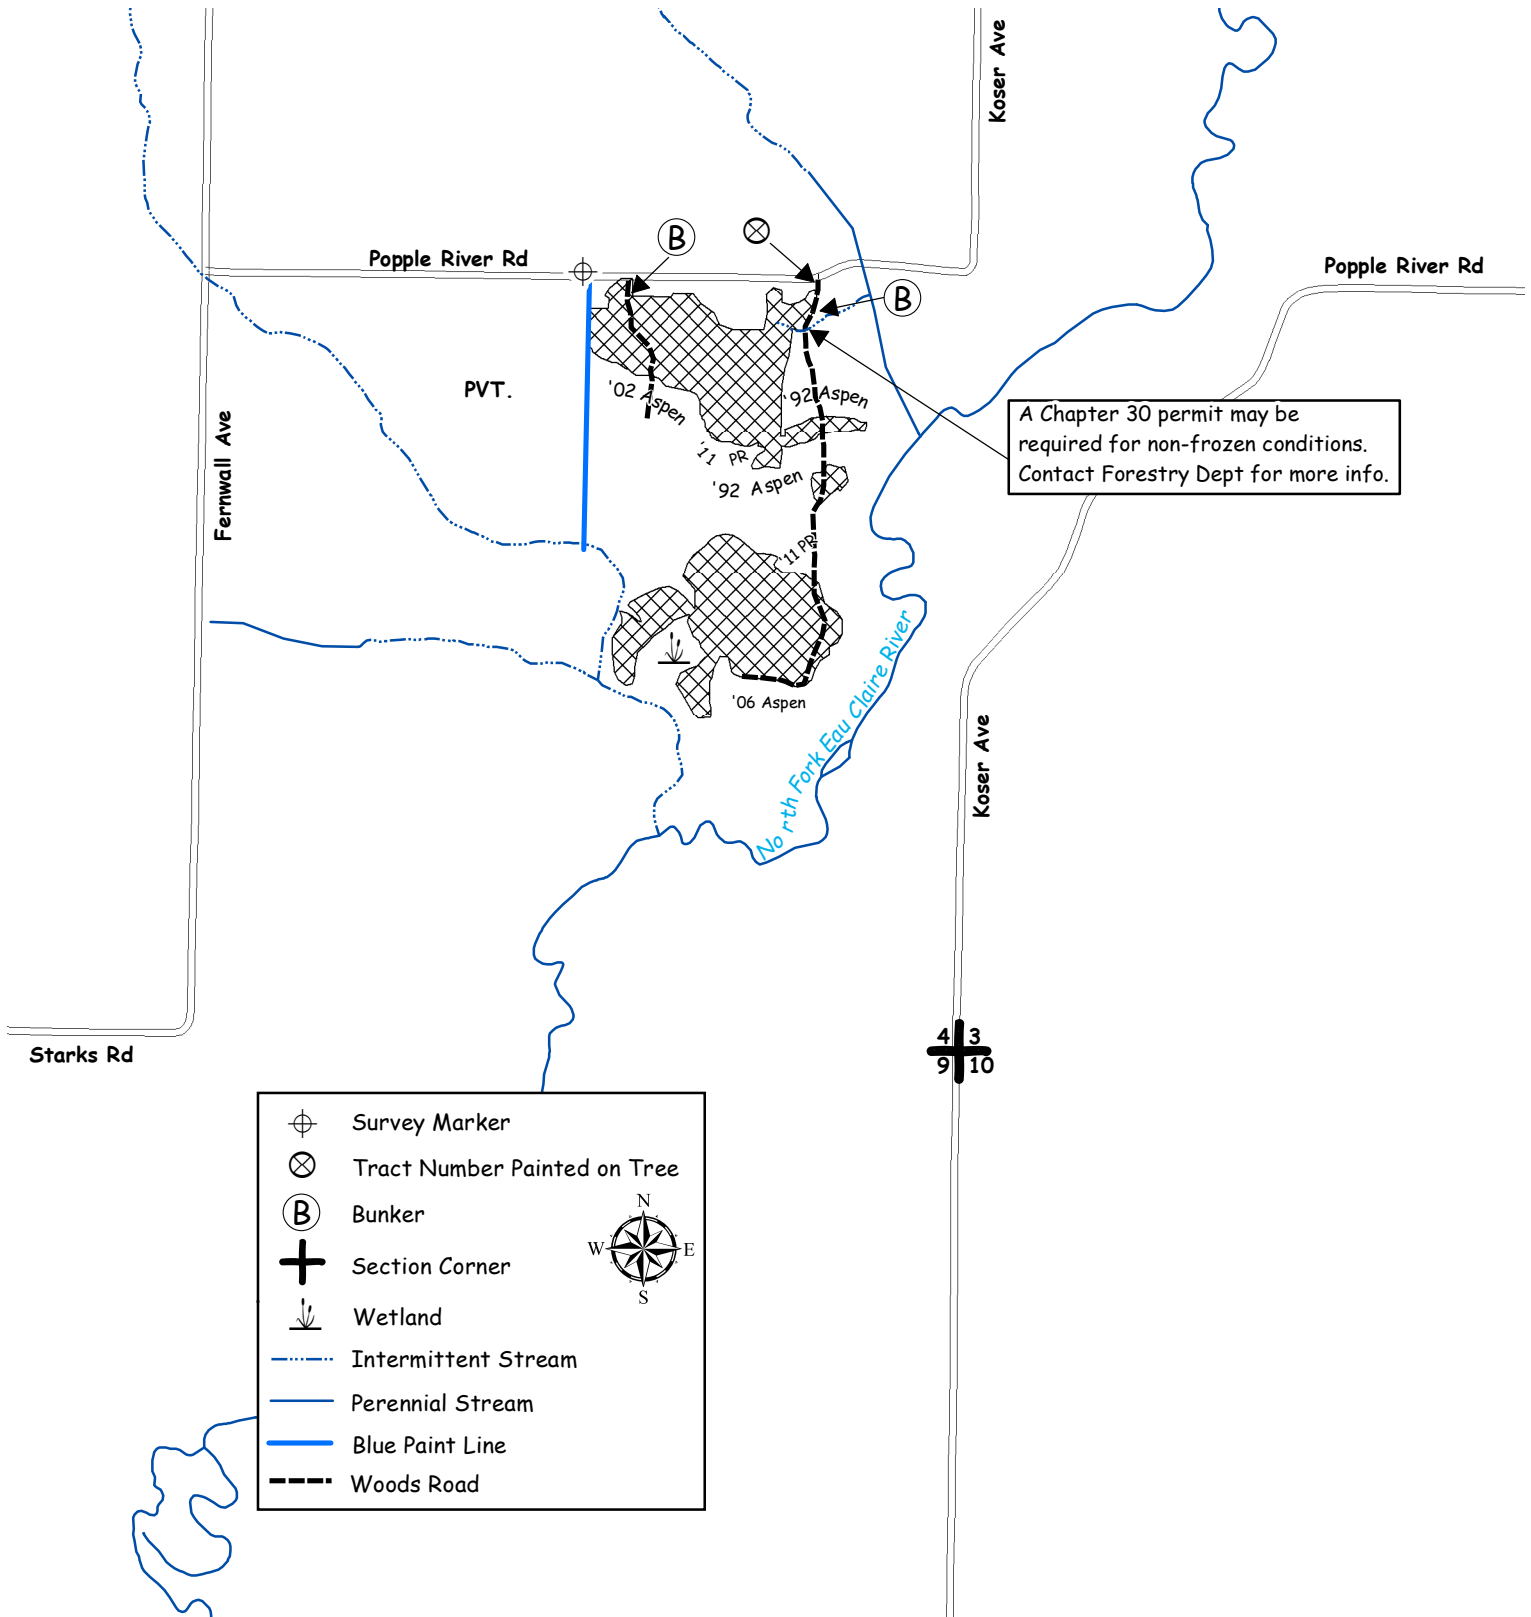 Koser Ave
B
Popple River Rd
Popple River Rd
B
PVT.
'02 Aspen
'92 Aspen
A Chapter 30 permit may be
required for non-frozen conditions.
Contact Forestry Dept for more info.
Fernwall Ave
'11 PR
'92 Aspen
'11 PR
North Fork Eau Claire River
'06 Aspen
Koser Ave
4 3
9 10
Starks Rd
Survey Marker
Tract Number Painted on Tree
B Bunker
N
W E
S
Section Corner
Wetland
Intermittent Stream
Perennial Stream
Blue Paint Line
Woods Road